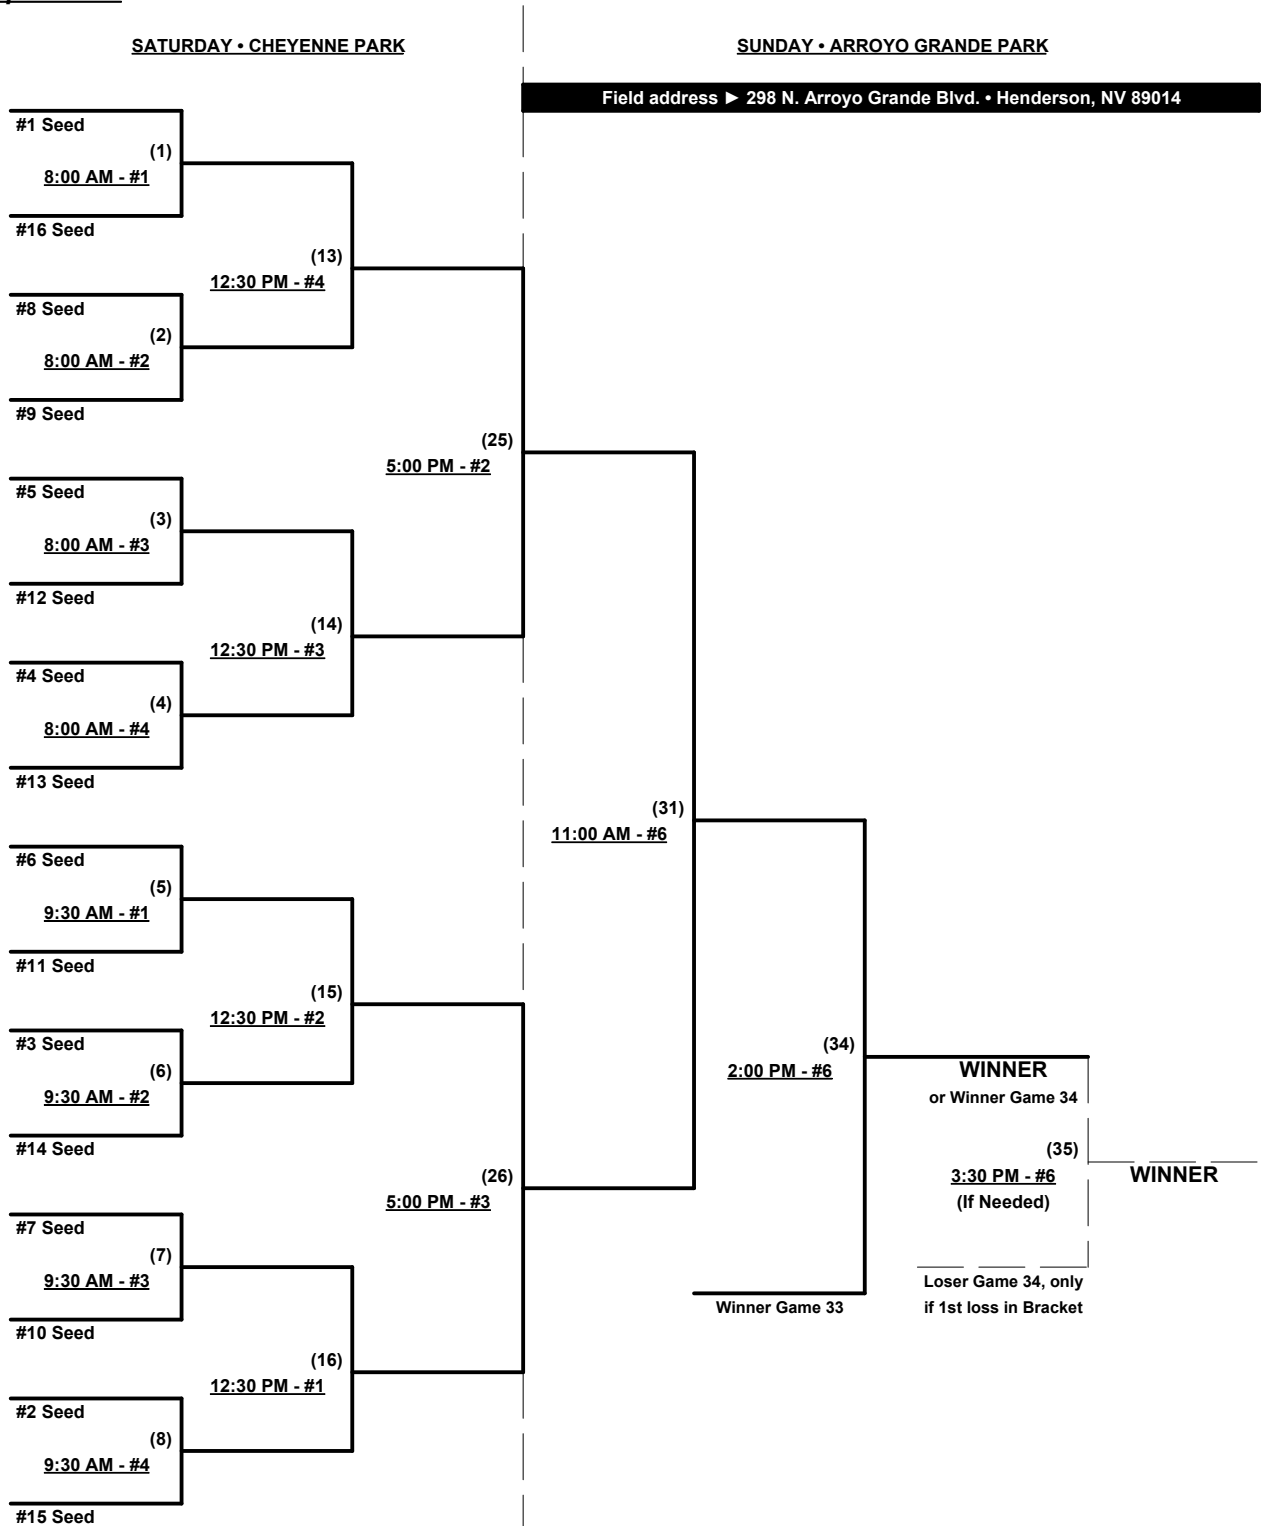 SATURDAY • CHEYENNE PARK
SUNDAY • ARROYO GRANDE PARK
Field address ► 298 N. Arroyo Grande Blvd. • Henderson, NV 89014
#1 Seed
(1)
8:00 AM - #1
#16 Seed
(13)
12:30 PM - #4
#8 Seed
(2)
8:00 AM - #2
#9 Seed
(25)
5:00 PM - #2
#5 Seed
(3)
8:00 AM - #3
#12 Seed
(14)
12:30 PM - #3
#4 Seed
(4)
8:00 AM - #4
#13 Seed
(31)
11:00 AM - #6
#6 Seed
(5)
9:30 AM - #1
#11 Seed
(15)
12:30 PM - #2
#3 Seed
(6)
9:30 AM - #2
#14 Seed
(34)
2:00 PM - #6
WINNER
or Winner Game 34
(35)
3:30 PM - #6
(If Needed)
WINNER
Loser Game 34, only
if 1st loss in Bracket
(26)
5:00 PM - #3
#7 Seed
(7)
9:30 AM - #3
#10 Seed
Winner Game 33
(16)
12:30 PM - #1
#2 Seed
(8)
9:30 AM - #4
#15 Seed